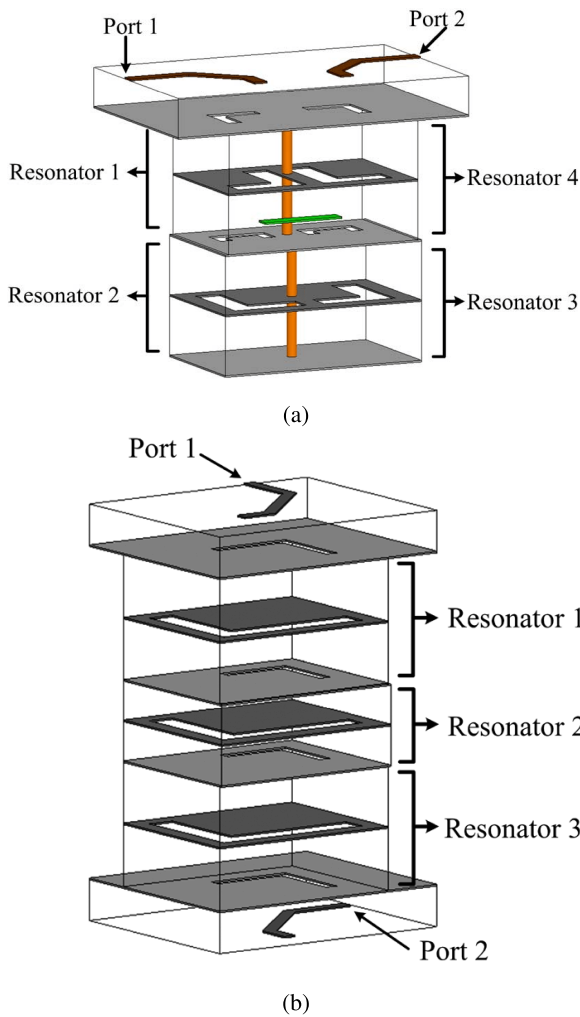 Port 1
Port 2
Resonator 1
Resonator 4
Resonator 2
Resonator 3
(a)
Port 1
Resonator 1
Resonator 2
Resonator 3
Port 2
(b)